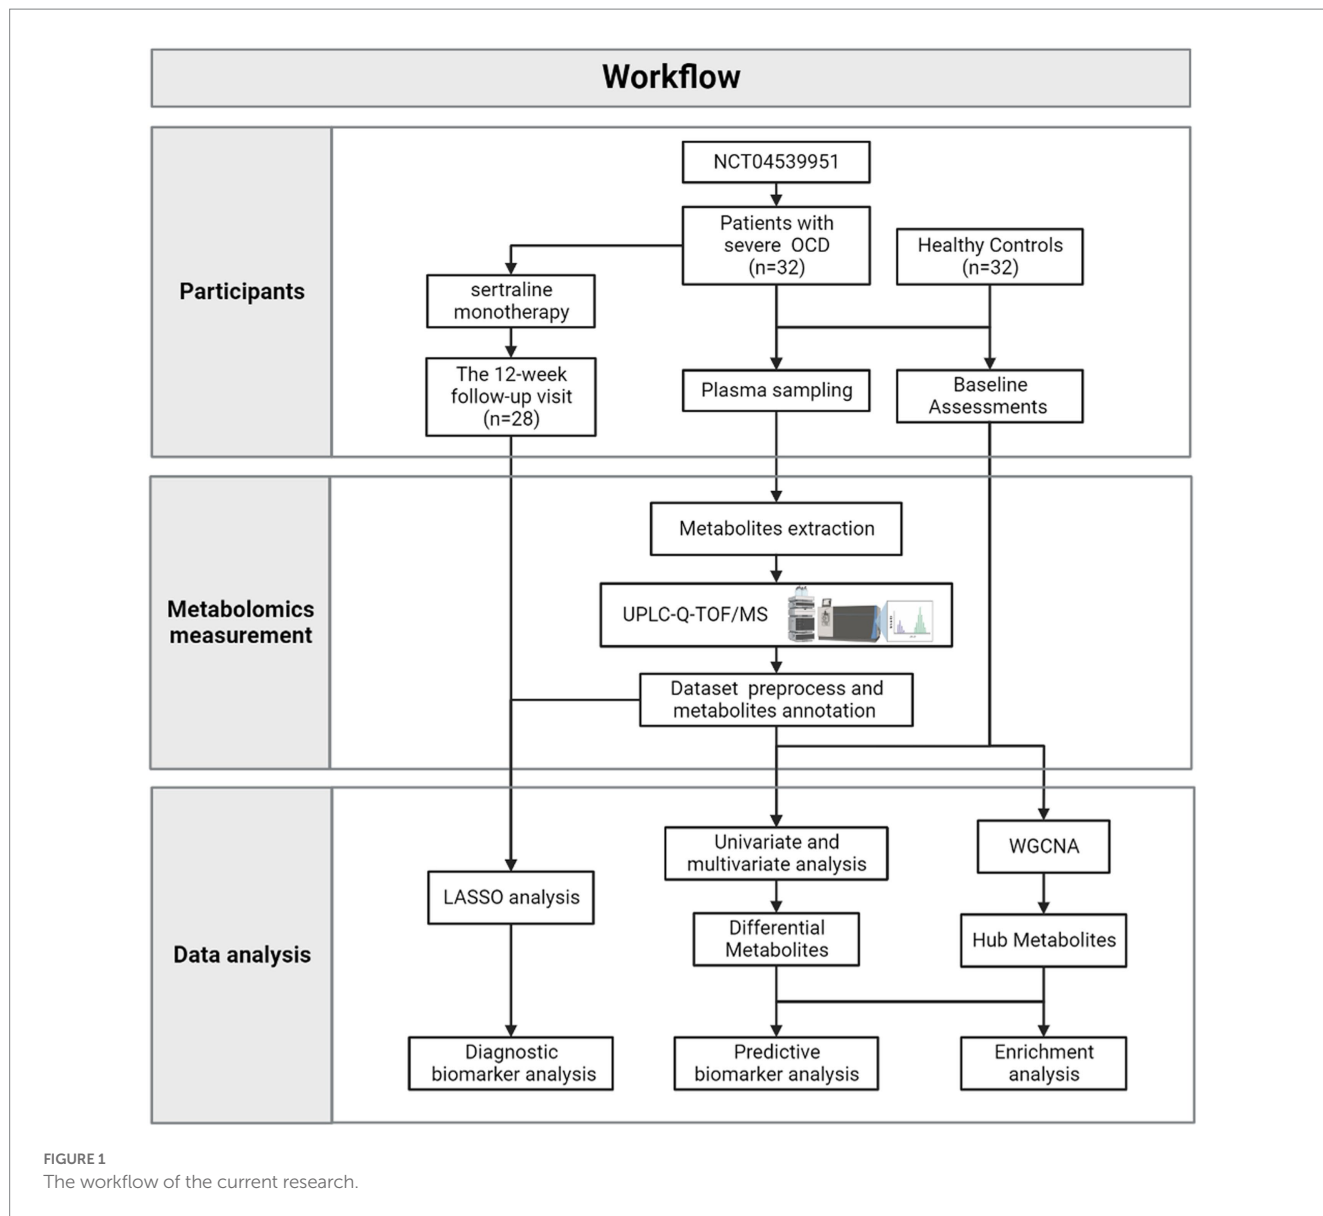 Workflow
Participants
NCT04539951
Patients with
severe OCD
(n=32)
Healthy Controls
(n=32)
sertraline
monotherapy
The 12-week
follow-up visit
(n=28)
Plasma sampling
Baseline
Assessments
Metabolomics
measurement
Metabolites extraction
UPLC-Q-TOF/MS
Dataset preprocess and
metabolites annotation
Data analysis
Univariate and
multivariate analysis
WGCNA
LASSO analysis
Differential
Metabolites
Hub Metabolites
Diagnostic
biomarker analysis
Predictive
biomarker analysis
Enrichment
analysis
FIGURE 1
The workflow of the current research.